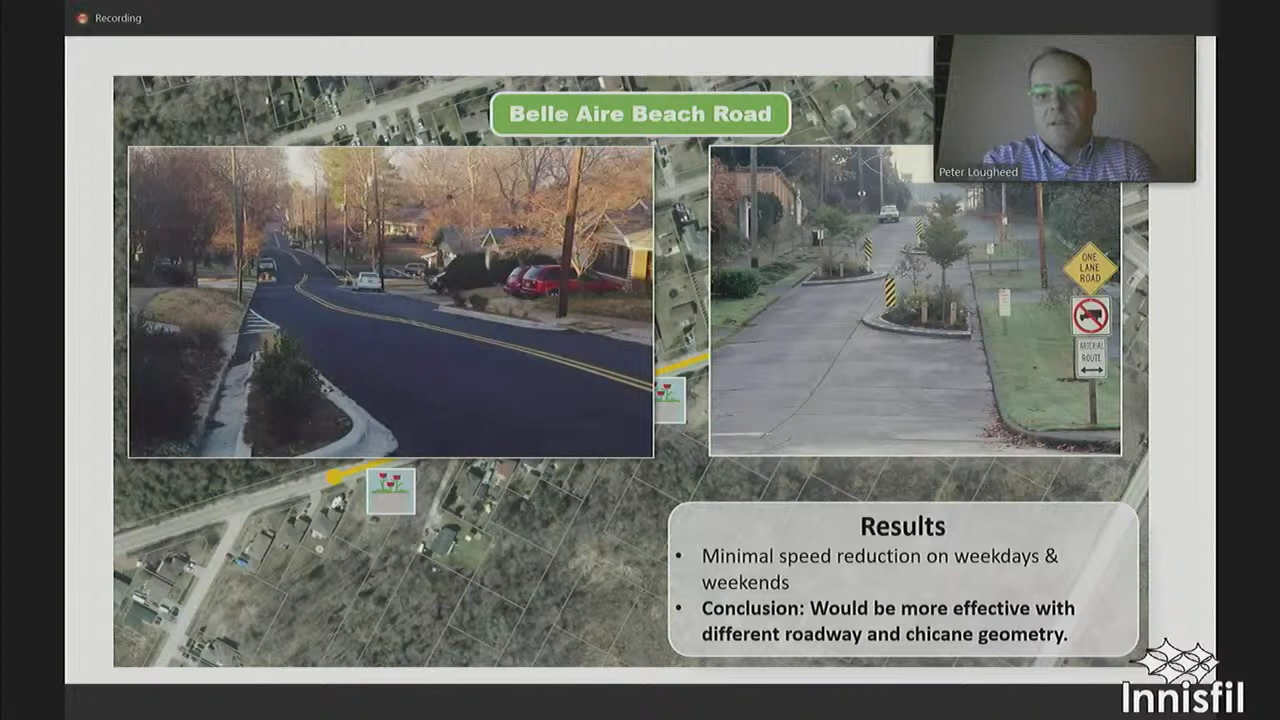 Recording
Belle Aire Beach Road
Peter Lougheed
ONE
LANE
ROAD
ARTERIAL
ROUTE
Results
• Minimal speed reduction on weekdays &
weekends
• Conclusion: Would be more effective with
different roadway and chicane geometry.
Innisfil